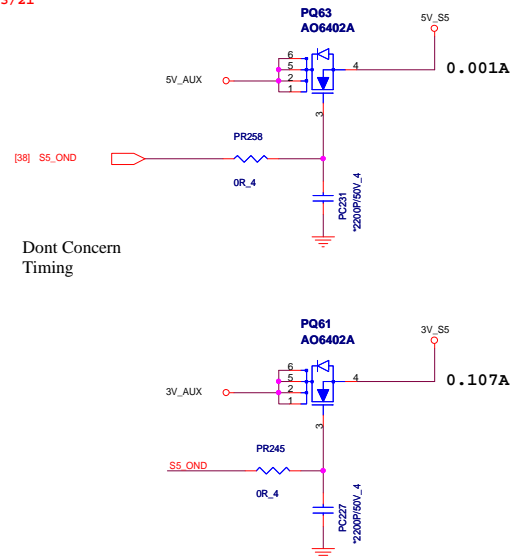 3/21
PQ63
AO6402A
5V_S5
6
5
2
1
4
0.001A
5V_AUX
3
PR258
[38] S5_OND
0R_4
PC231
*2200P/50V_4
Dont Concern
Timing
PQ61
AO6402A
3V_S5
6
5
2
1
4
0.107A
3V_AUX
3
PR245
S5_OND
0R_4
PC227
*2200P/50V_4